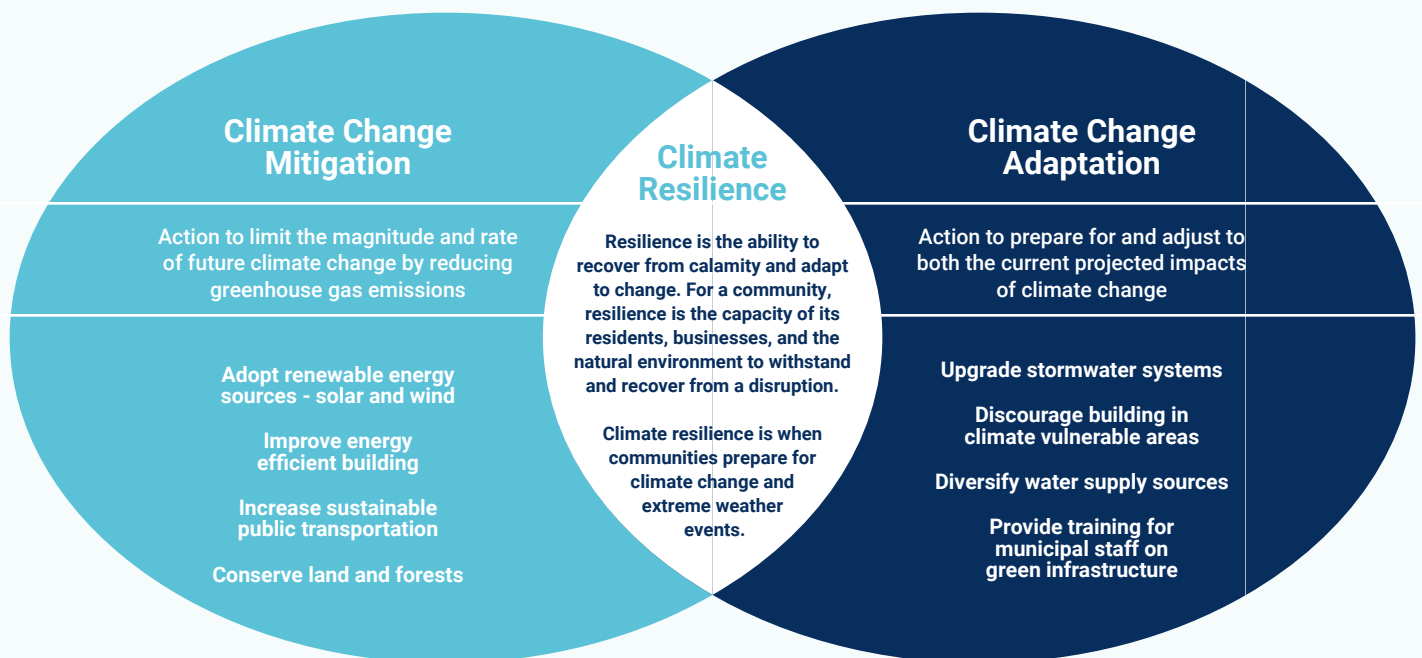 Climate Change
Mitigation
Action to limit the magnitude and rate
of future climate change by reducing
greenhouse gas emissions
Adopt renewable energy
sources - solar and wind
Improve energy
efficient building
Increase sustainable
public transportation
Conserve land and forests
Climate
Resilience
Resilience is the ability to
recover from calamity and adapt
to change. For a community,
resilience is the capacity of its
residents, businesses, and the
natural environment to withstand
and recover from a disruption.
Climate resilience is when
communities prepare for
climate change and
extreme weather
events.
Climate Change
Adaptation
Action to prepare for and adjust to
both the current projected impacts
of climate change
Upgrade stormwater systems
Discourage building in
climate vulnerable areas
Diversify water supply sources
Provide training for
municipal staff on
green infrastructure